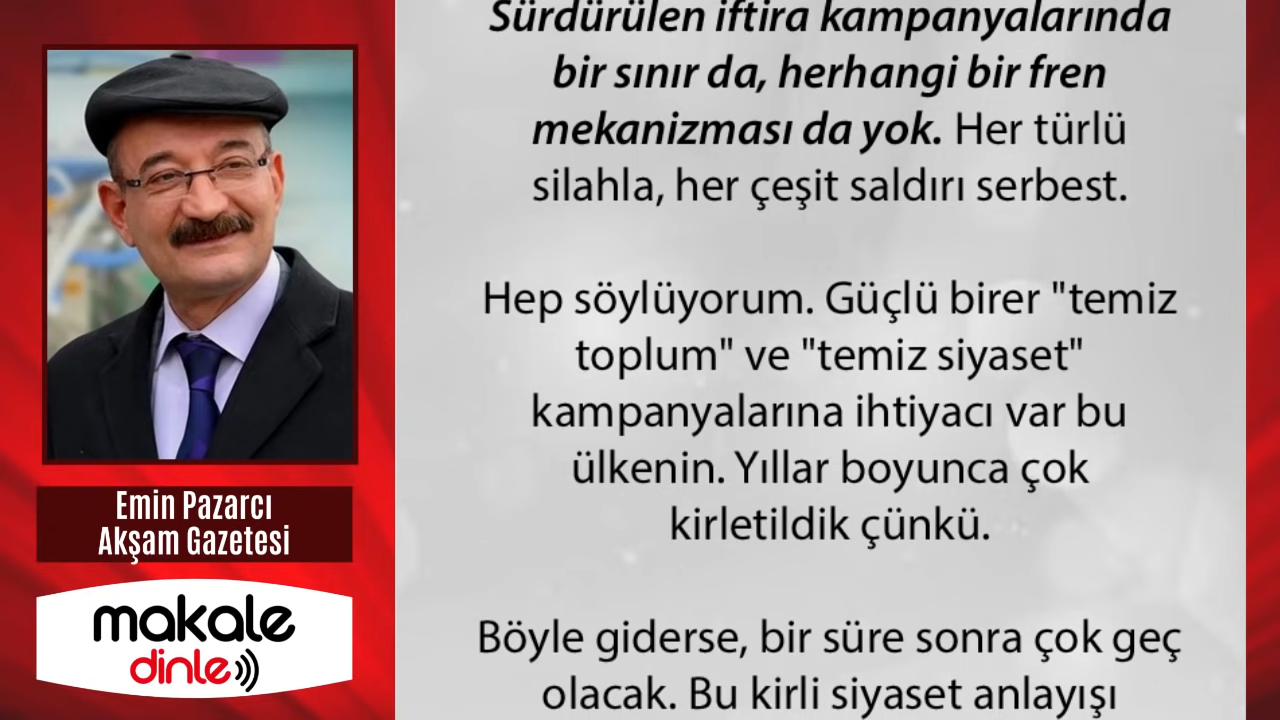 Sürdürülen iftira kampanyalarında
bir sınır da, herhangi bir fren
mekanizması da yok. Her türlü
silahla, her çeşit saldırı serbest.
Hep söylüyorum. Güçlü birer "temiz
toplum" ve "temiz siyaset"
kampanyalarına ihtiyacı var bu
ülkenin. Yıllar boyunca çok
kirletildik çünkü.
Böyle giderse, bir süre sonra çok geç
olacak. Bu kirli siyaset anlayışı
Emin Pazarcı
Akşam Gazetesi
makale
dinle